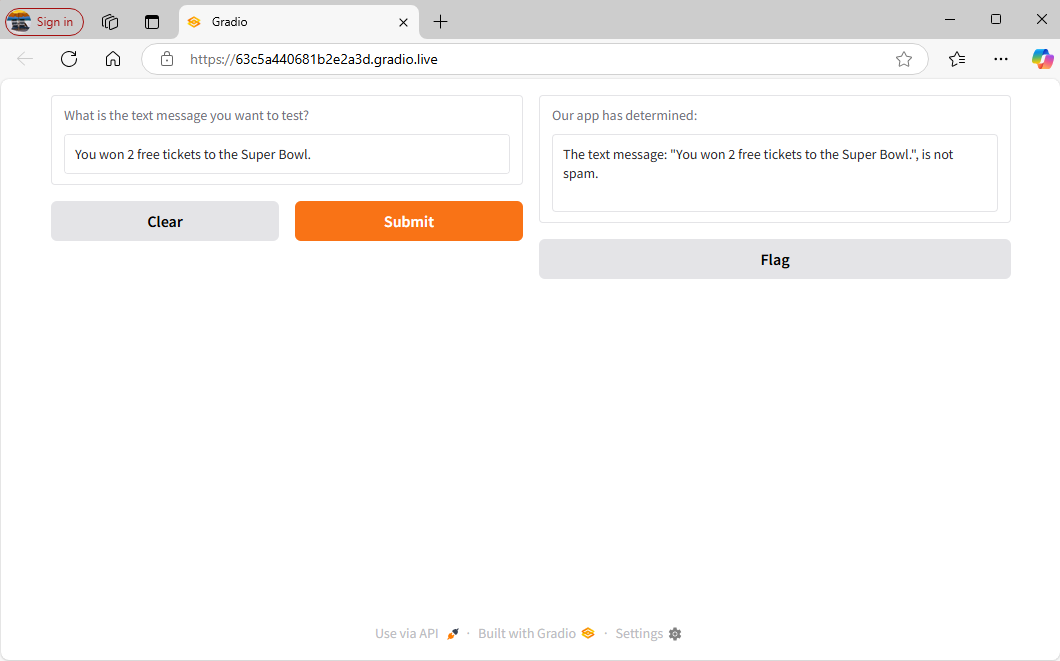 Sign in
Gradio
https://63c5a440681b2e2a3d.gradio.live
What is the text message you want to test?
You won 2 free tickets to the Super Bowl.
Clear
Submit
Our app has determined:
The text message: "You won 2 free tickets to the Super Bowl.", is not
spam.
Flag
Use via API · Built with Gradio · Settings